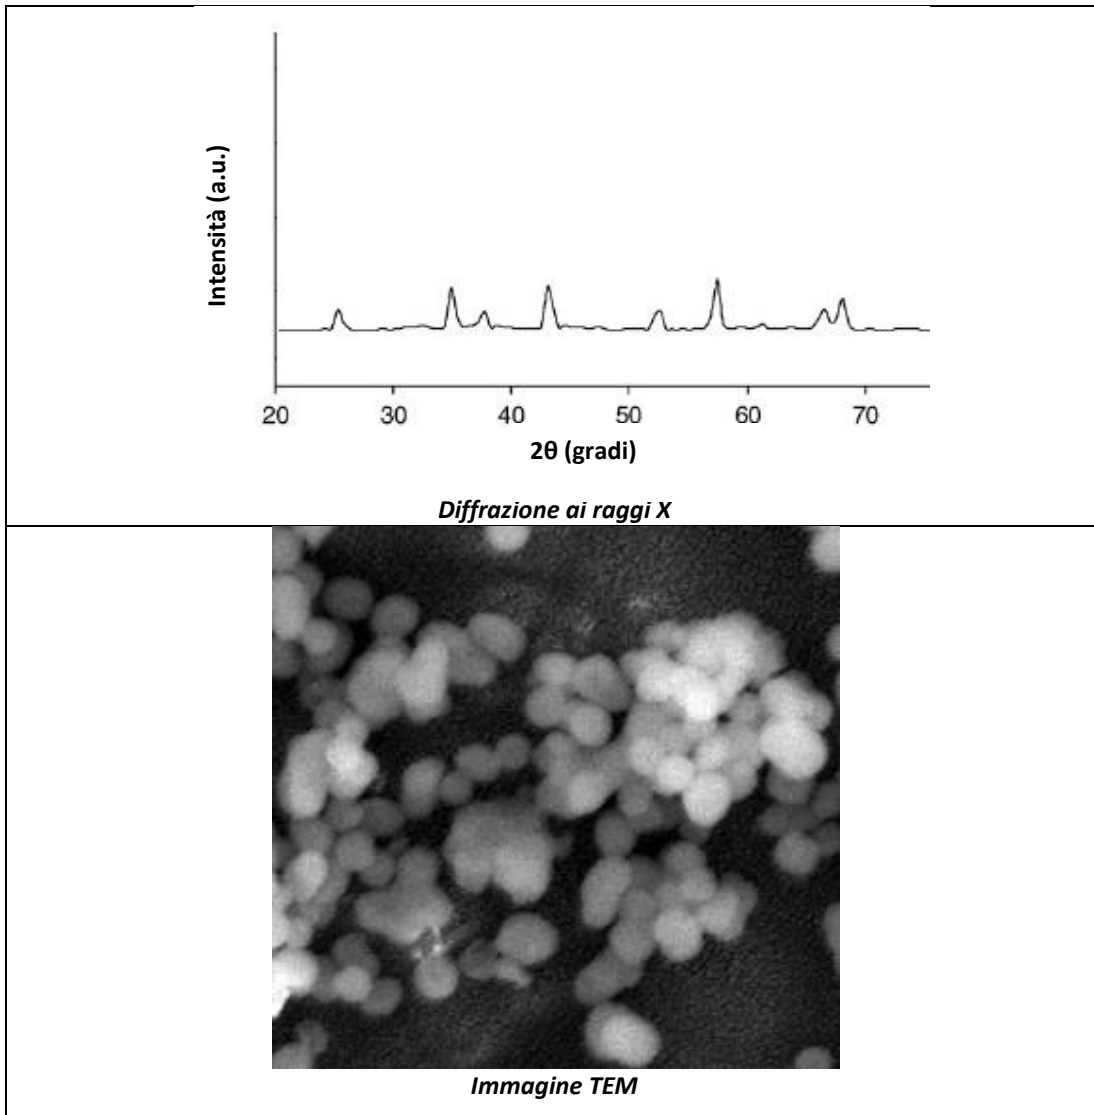 Intensità (a.u.)
20 30 40 50 60 70
2θ (gradi)
Diffrazione ai raggi X
Immagine TEM